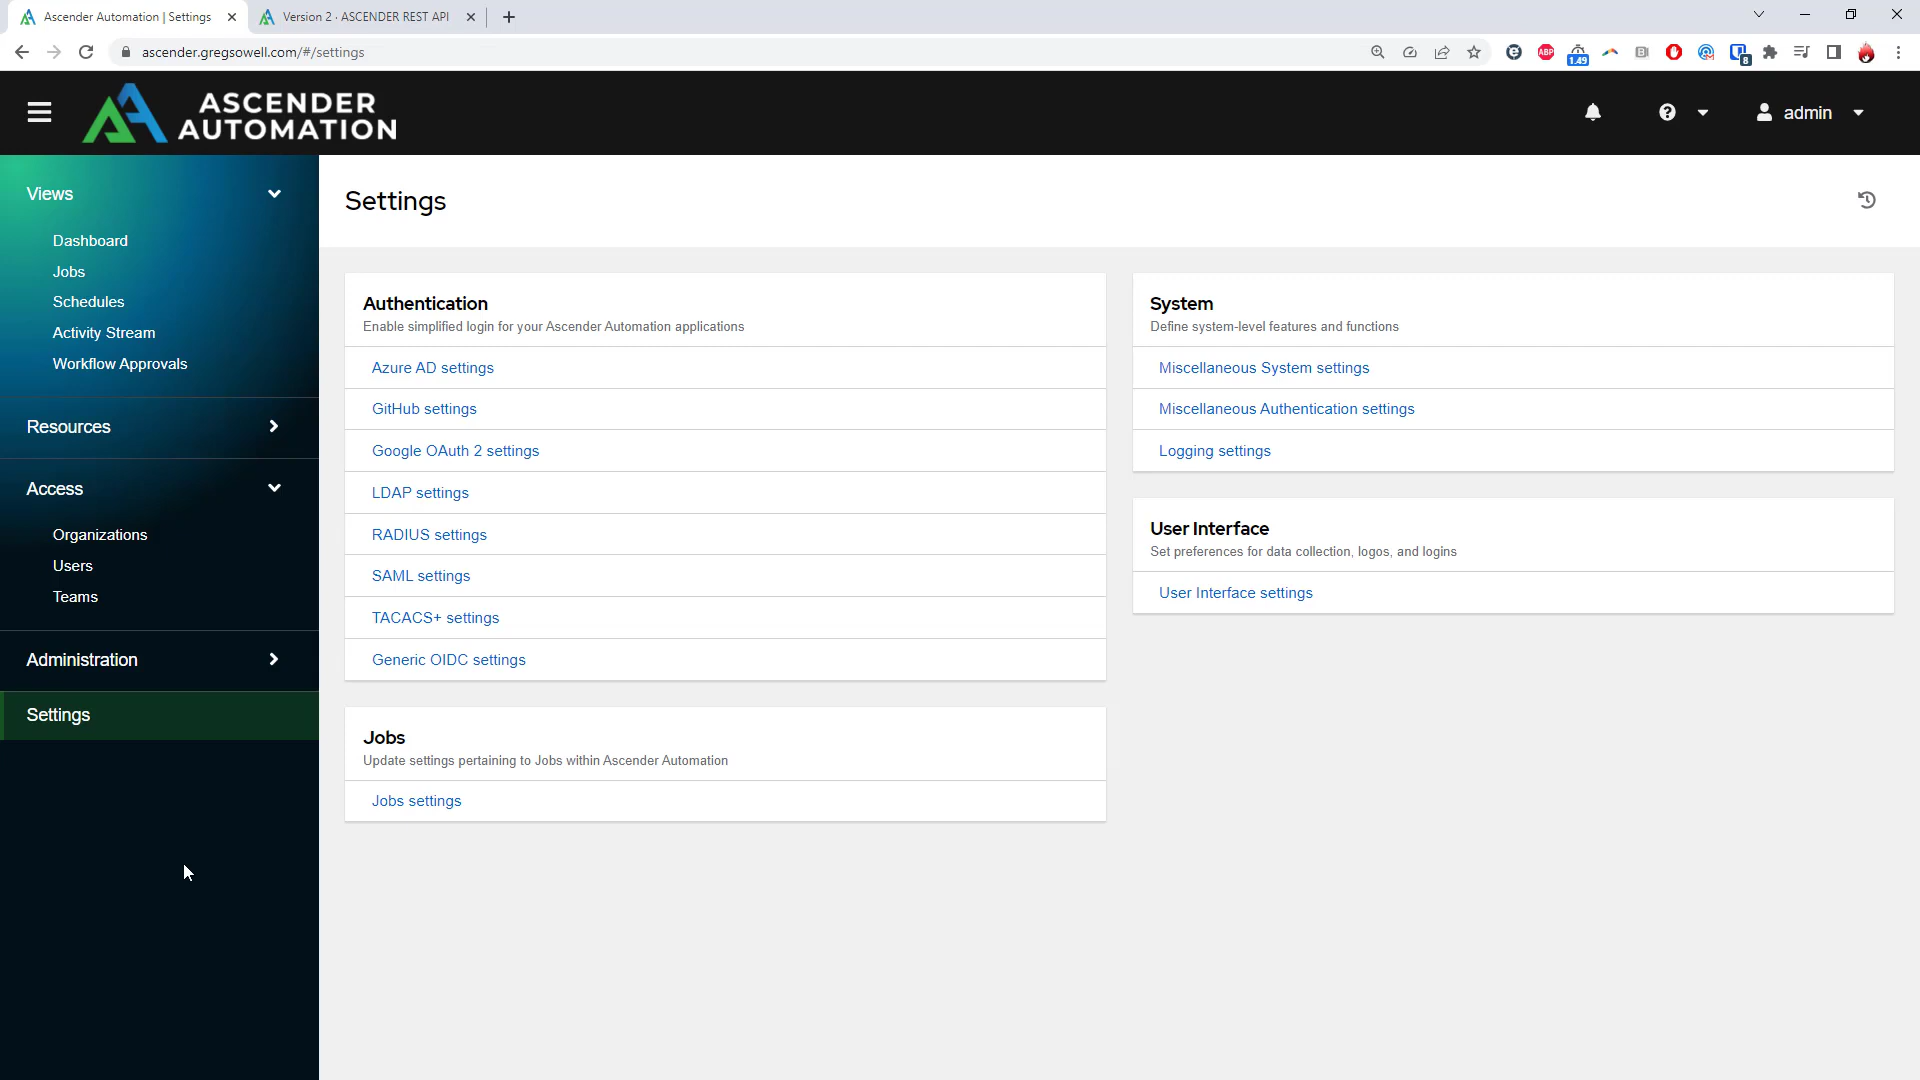 Ascender Automation | Settings
Version 2 · ASCENDER REST API
ascender.gregsowell.com/#/settings
ABP
1.49
8
ASCENDER
AUTOMATION
admin
Views
Dashboard
Jobs
Schedules
Activity Stream
Workflow Approvals
Resources
Access
Organizations
Users
Teams
Administration
Settings
Settings
Authentication
Enable simplified login for your Ascender Automation applications
Azure AD settings
GitHub settings
Google OAuth 2 settings
LDAP settings
RADIUS settings
SAML settings
TACACS+ settings
Generic OIDC settings
Jobs
Update settings pertaining to Jobs within Ascender Automation
Jobs settings
System
Define system-level features and functions
Miscellaneous System settings
Miscellaneous Authentication settings
Logging settings
User Interface
Set preferences for data collection, logos, and logins
User Interface settings